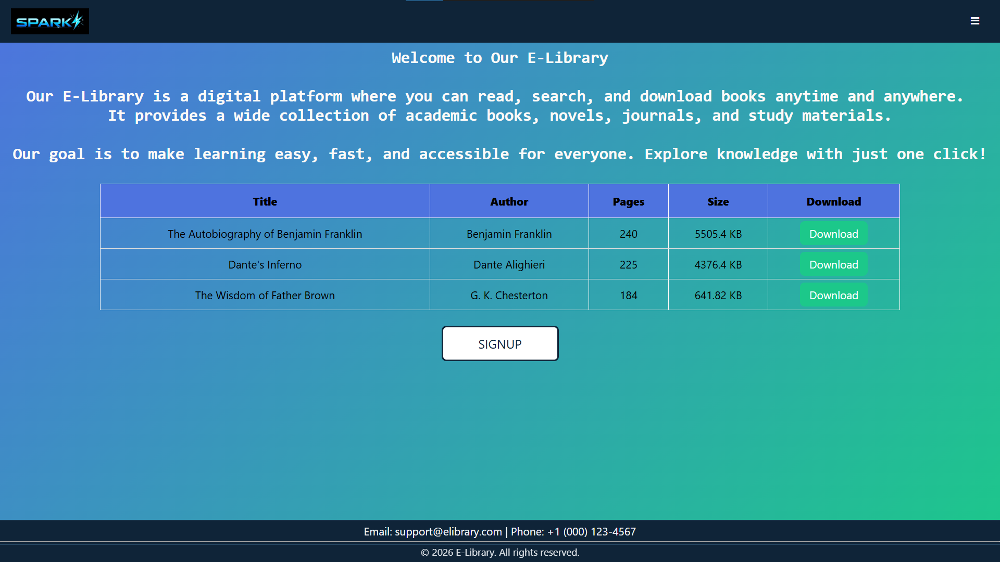 SPARK
Welcome to Our E-Library
Our E-Library is a digital platform where you can read, search, and download books anytime and anywhere.
It provides a wide collection of academic books, novels, journals, and study materials.
Our goal is to make learning easy, fast, and accessible for everyone. Explore knowledge with just one click!
Title Author Pages Size Download
The Autobiography of Benjamin Franklin Benjamin Franklin 240 5505.4 KB Download
Dante's Inferno Dante Alighieri 225 4376.4 KB Download
The Wisdom of Father Brown G. K. Chesterton 184 641.82 KB Download
SIGNUP
Email: support@elibrary.com | Phone: +1 (000) 123-4567
© 2026 E-Library. All rights reserved.